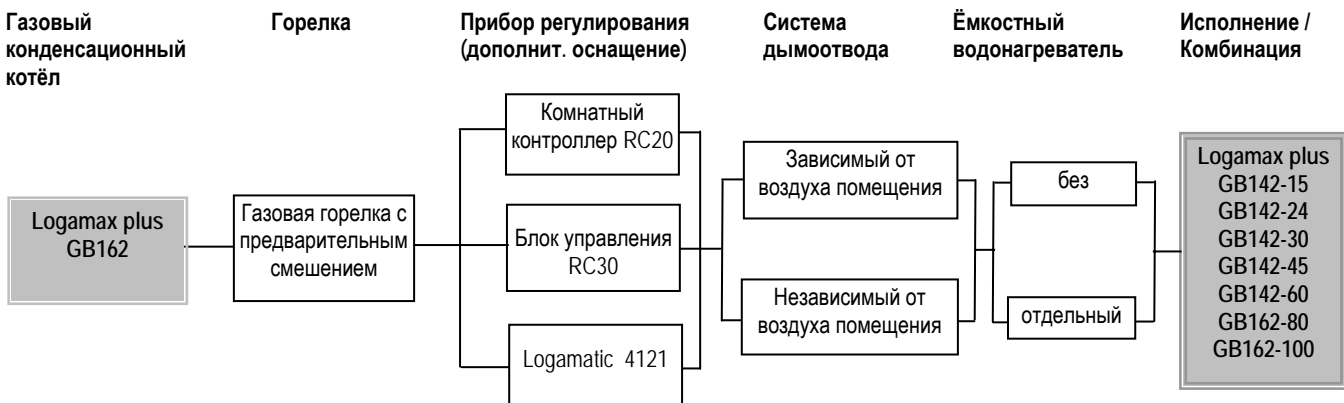 Газовый
конденсационный
котёл
Горелка
Прибор регулирования
(дополнит. оснащение)
Система
дымоотвода
Ёмкостный
водонагреватель
Исполнение /
Комбинация
Logamax plus
GB162
Газовая горелка с
предварительным
смешением
Комнатный
контроллер RC20
Блок управления
RC30
Logamatic 4121
Зависимый от
воздуха помещения
Независимый от
воздуха помещения
без
отдельный
Logamax plus
GB142-15
GB142-24
GB142-30
GB142-45
GB142-60
GB162-80
GB162-100